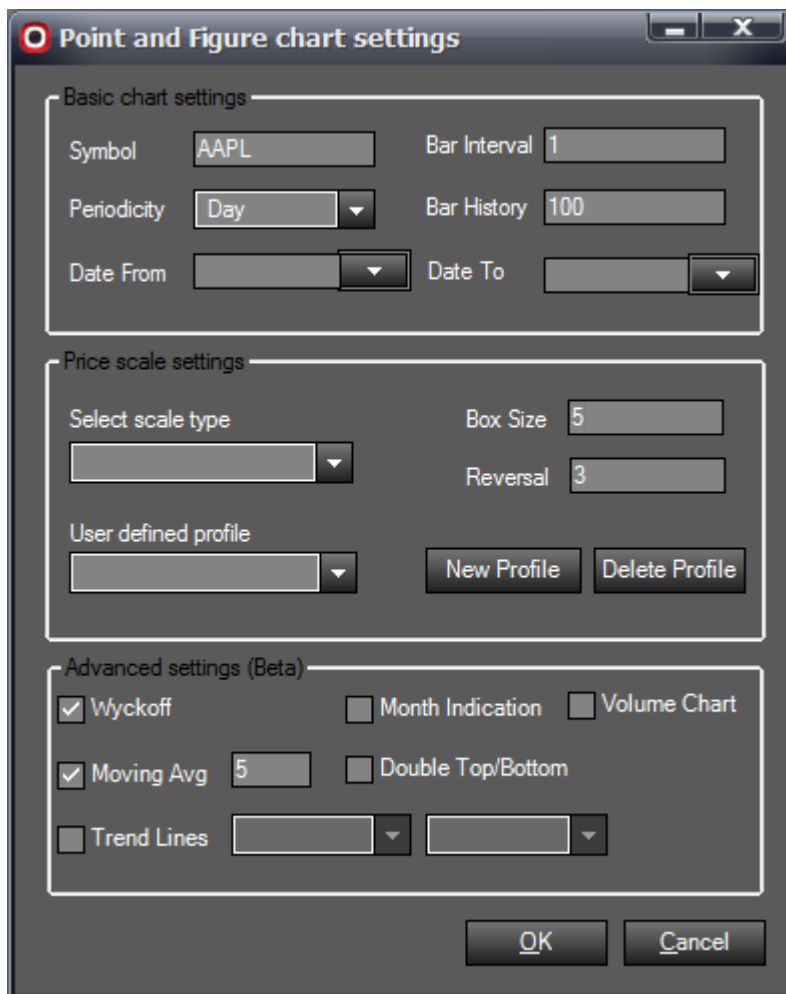 Point and Figure chart settings
Basic chart settings
Symbol AAPL Bar Interval 1
Periodicity Day Bar History 100
Date From Date To
Price scale settings
Select scale type Box Size 5
Reversal 3
User defined profile
New Profile Delete Profile
Advanced settings (Beta)
Wyckoff Month Indication Volume Chart
Moving Avg 5 Double Top/Bottom
Trend Lines
OK Cancel